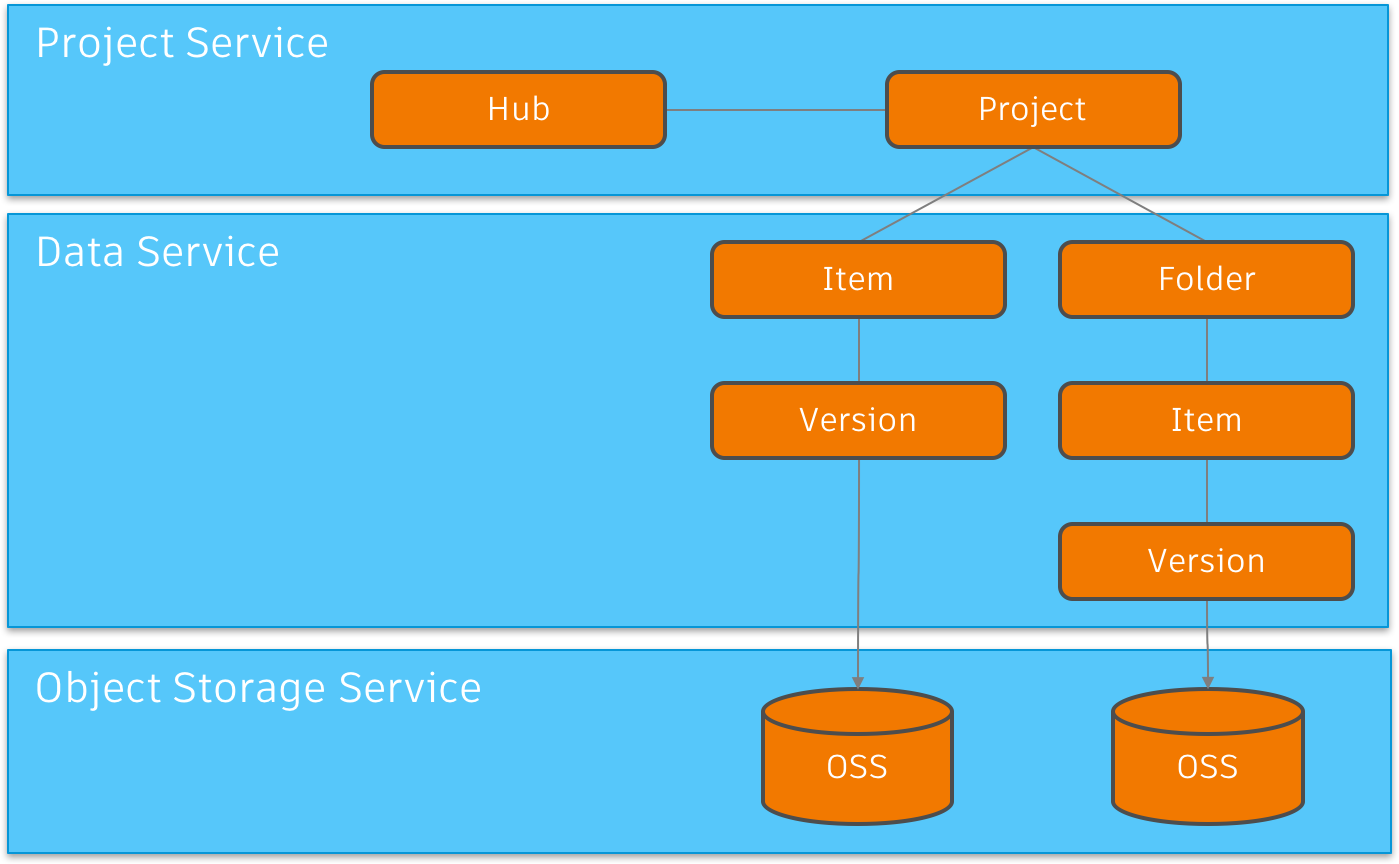 Project Service
Hub
Project
Data Service
Item
Folder
Version
Item
Version
Object Storage Service
OSS
OSS